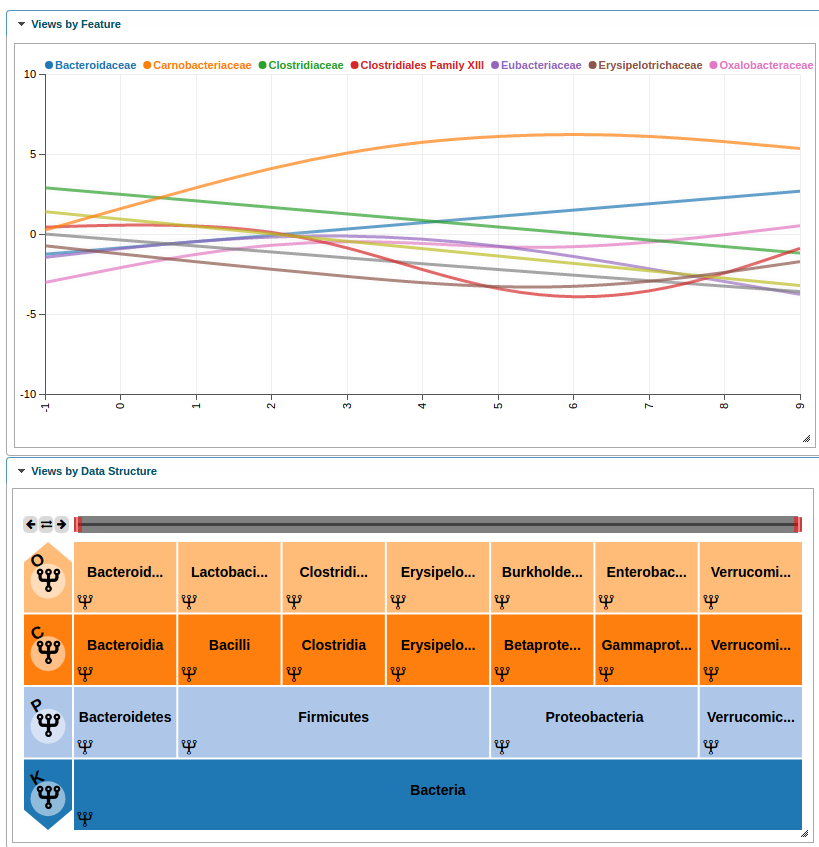 Views by Feature
Bacteroidaceae Carnobacteriaceae Clostridiaceae Clostridiales Family XIII Eubacteriaceae Erysipelotrichaceae Oxalobacteraceae
10
5
0
-5
-10
-1 0 1 2 3 4 5 6 7 8 9
Views by Data Structure
O Bacteroid... Lactobaci... Clostridi... Erysipelo... Burkholde... Enterobac... Verrucomi...
C Bacteroidia Bacilli Clostridia Erysipelo... Betaprote... Gammaprot... Verrucomi...
P Bacteroidetes Firmicutes Proteobacteria Verrucomic...
K Bacteria